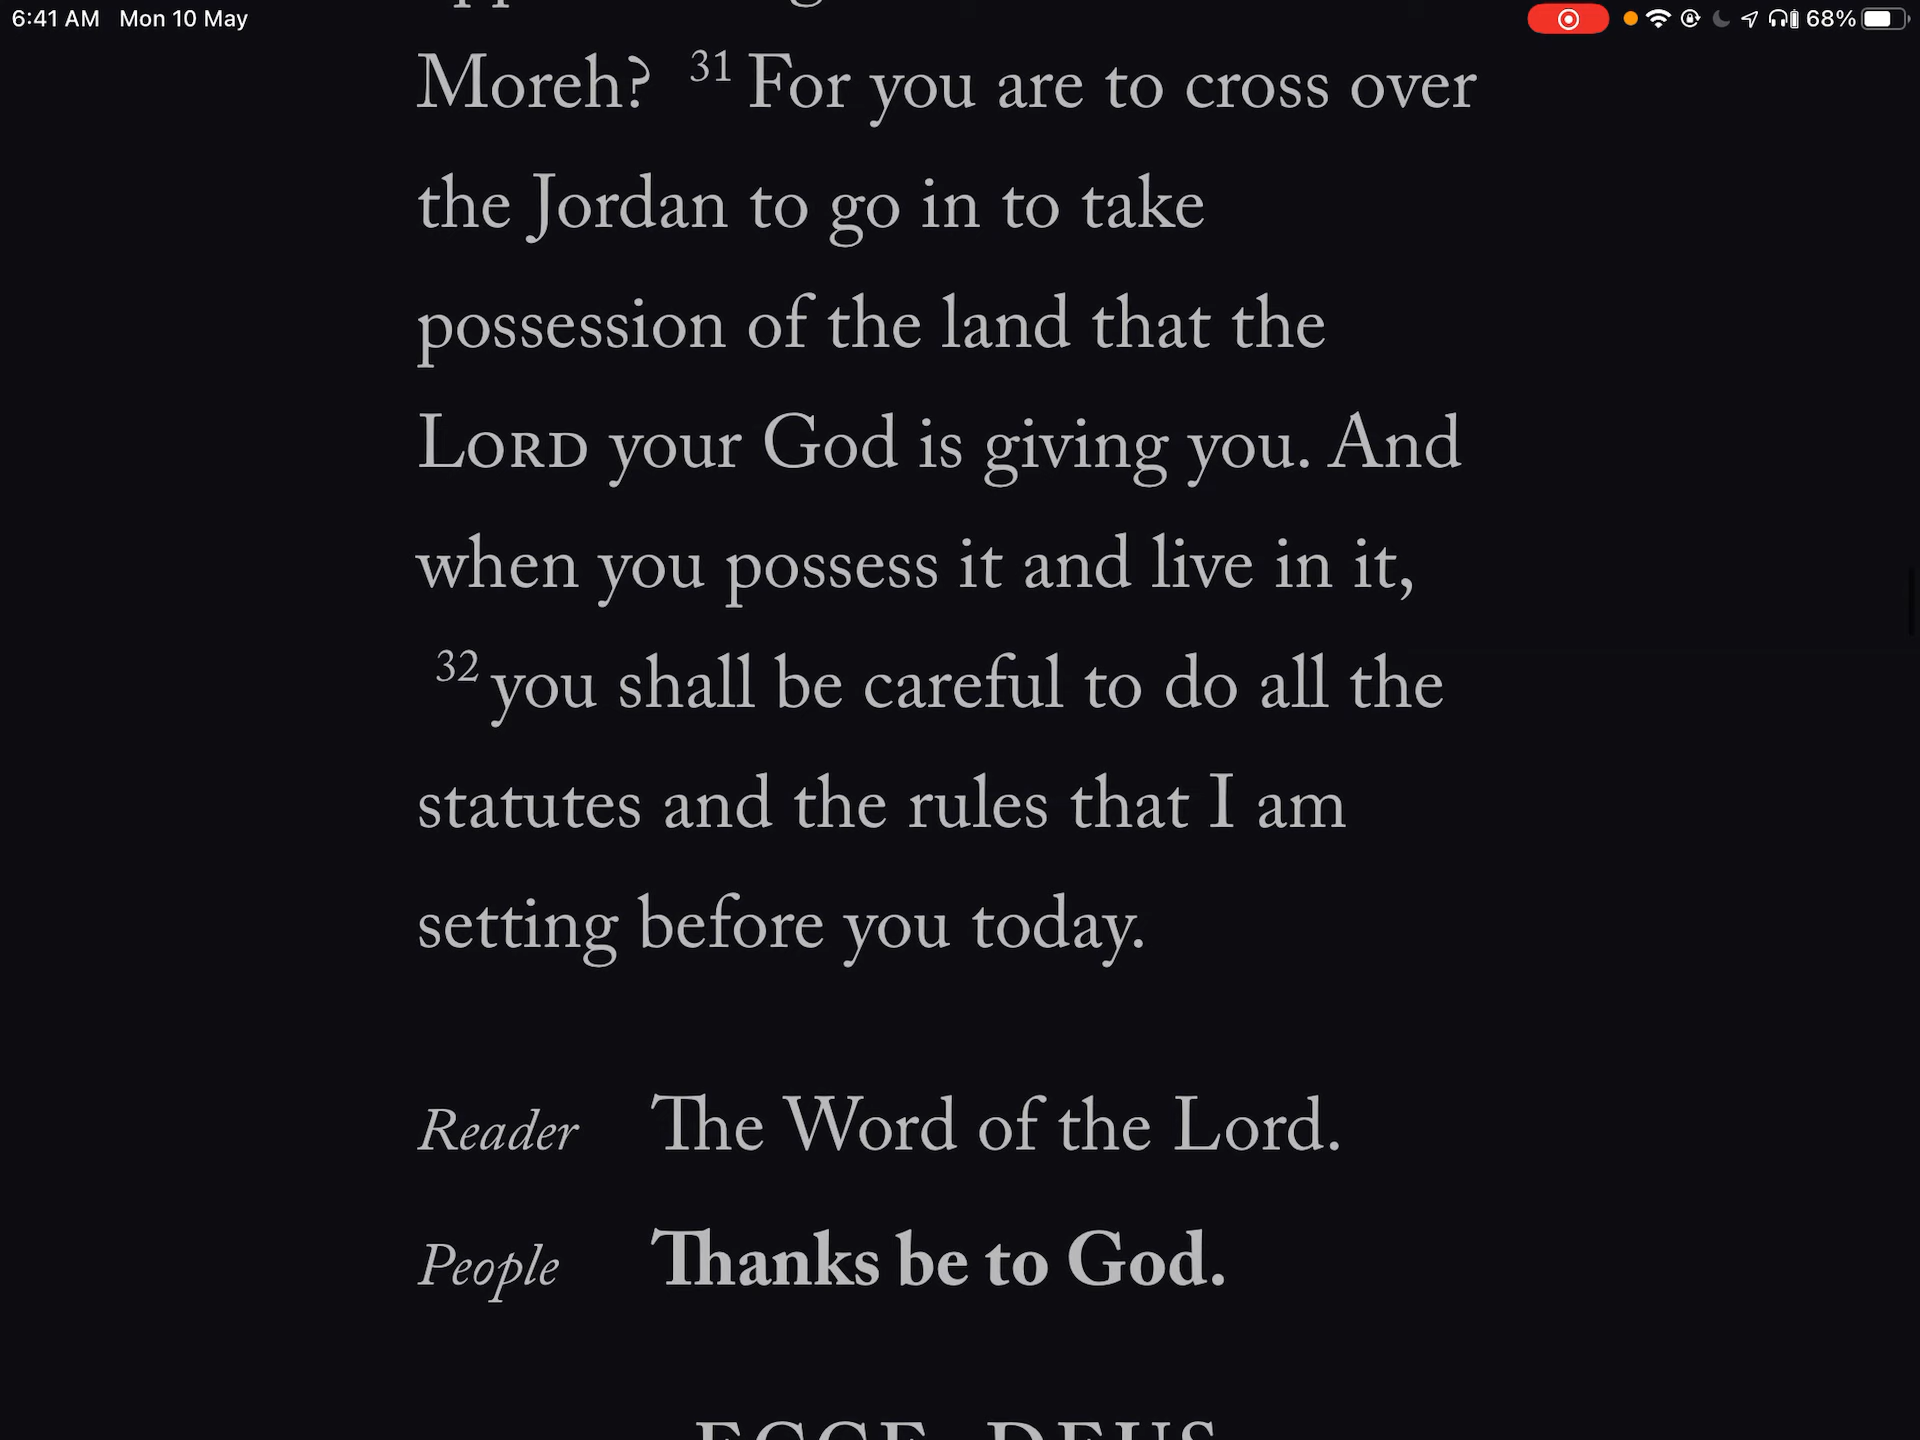 6:41 AM Mon 10 May 68%
Moreh? 31 For you are to cross over
the Jordan to go in to take
possession of the land that the
LORD your God is giving you. And
when you possess it and live in it,
32 you shall be careful to do all the
statutes and the rules that I am
setting before you today.
Reader The Word of the Lord.
People Thanks be to God.
ECCE DEUS